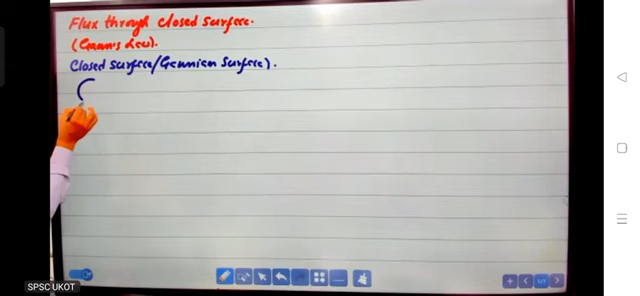 Flux through closed surface.
(Gauss's Law).
Closed surface/Gaussian Surface).
SPSC UKOT